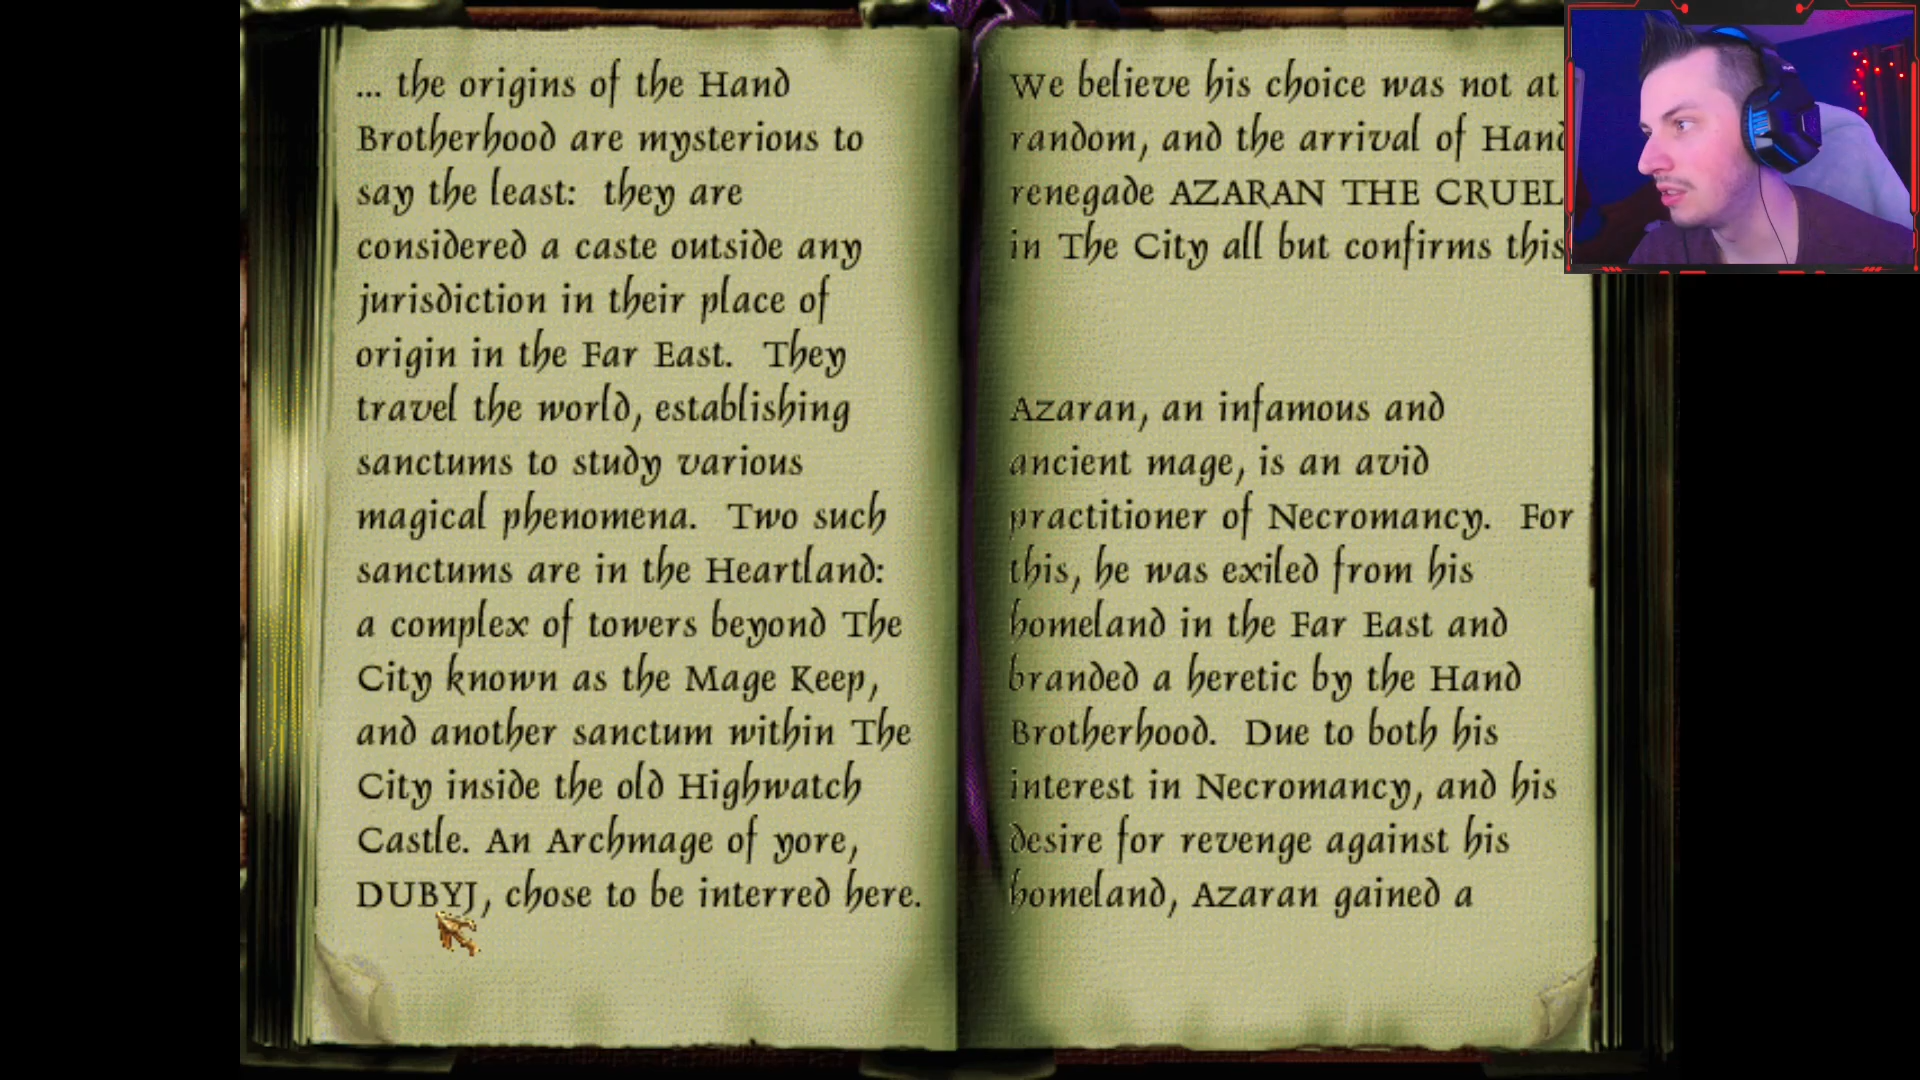 ... the origins of the Hand
Brotherhood are mysterious to
say the least:  they are
considered a caste outside any
jurisdiction in their place of
origin in the Far East.  They
travel the world, establishing
sanctums to study various
magical phenomena.  Two such
sanctums are in the Heartland:
a complex of towers beyond The
City known as the Mage Keep,
and another sanctum within The
City inside the old Highwatch
Castle. An Archmage of yore,
DUBYJ, chose to be interred here.
We believe his choice was not at
random, and the arrival of Hand
renegade AZARAN THE CRUEL
in The City all but confirms this
Azaran, an infamous and
ancient mage, is an avid
practitioner of Necromancy.  For
this, he was exiled from his
homeland in the Far East and
branded a heretic by the Hand
Brotherhood.  Due to both his
interest in Necromancy, and his
desire for revenge against his
homeland, Azaran gained a